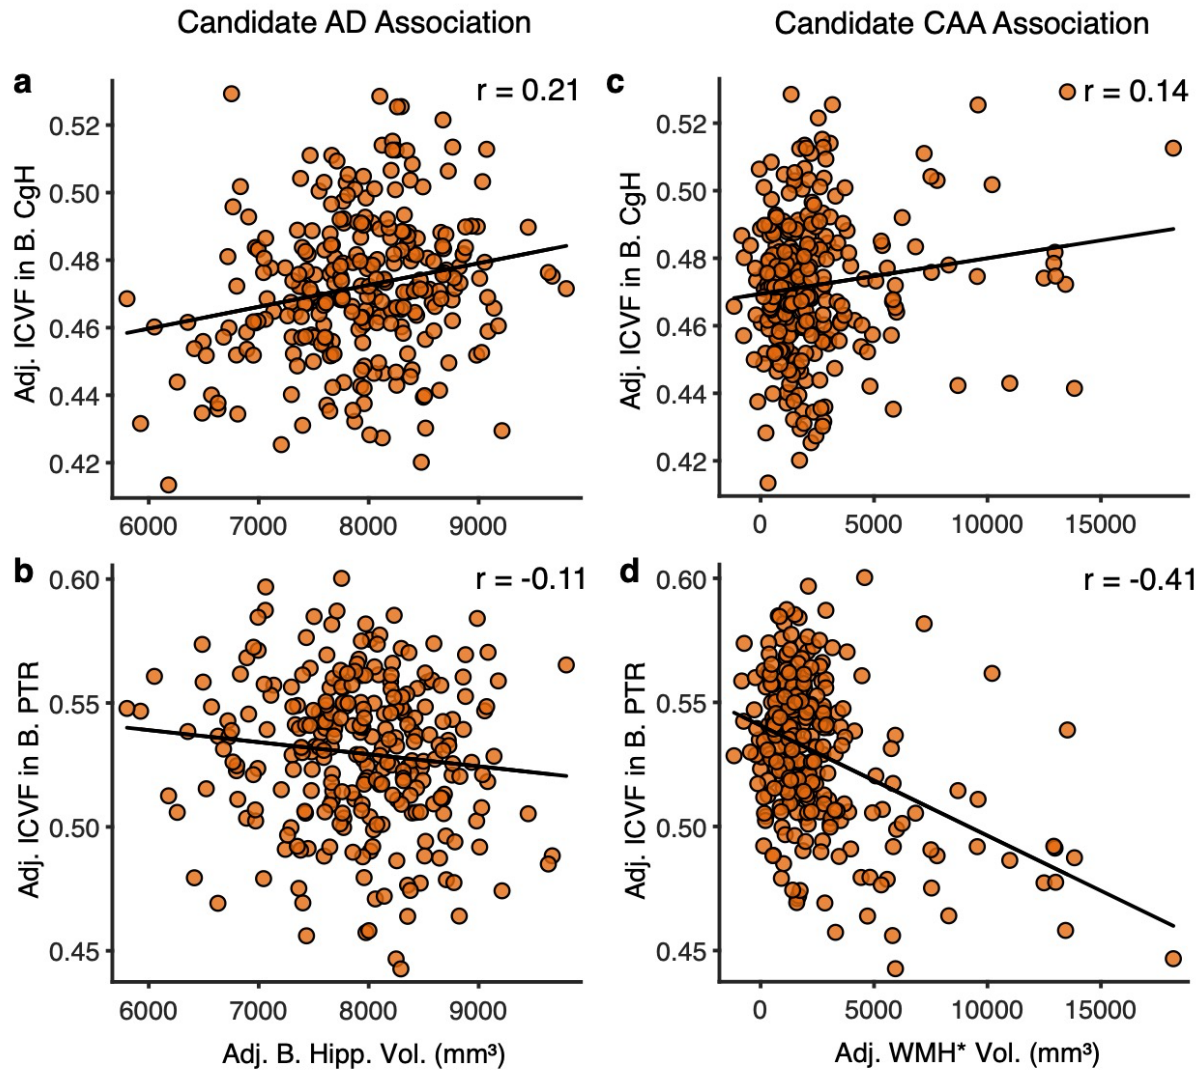 Candidate AD Association
Candidate CAA Association
a
r = 0.21
0.52
0.50
0.48
0.46
0.44
0.42
Adj. ICVF in B. CgH
6000 7000 8000 9000
c
r = 0.14
0.52
0.50
0.48
0.46
0.44
0.42
Adj. ICVF in B. CgH
0 5000 10000 15000
b
r = -0.11
0.60
0.55
0.50
0.45
Adj. ICVF in B. PTR
6000 7000 8000 9000
Adj. B. Hipp. Vol. (mm³)
d
r = -0.41
0.60
0.55
0.50
0.45
Adj. ICVF in B. PTR
0 5000 10000 15000
Adj. WMH* Vol. (mm³)